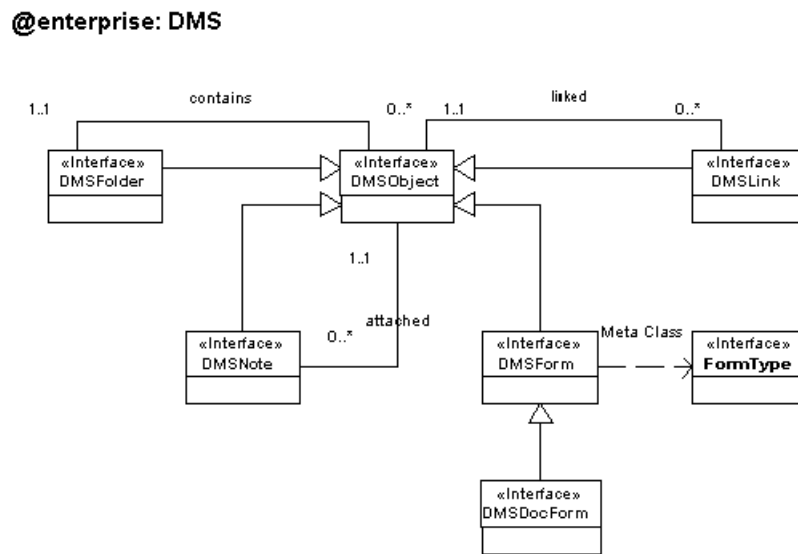 @enterprise: DMS
contains
linked
1..1
0..*
1..1
0..*
«Interface»
DMSFolder
«Interface»
DMSObject
«Interface»
DMSLink
1..1
attached
0..*
Meta Class
«Interface»
DMSNote
«Interface»
DMSForm
«Interface»
FormType
«Interface»
DMSDocForm